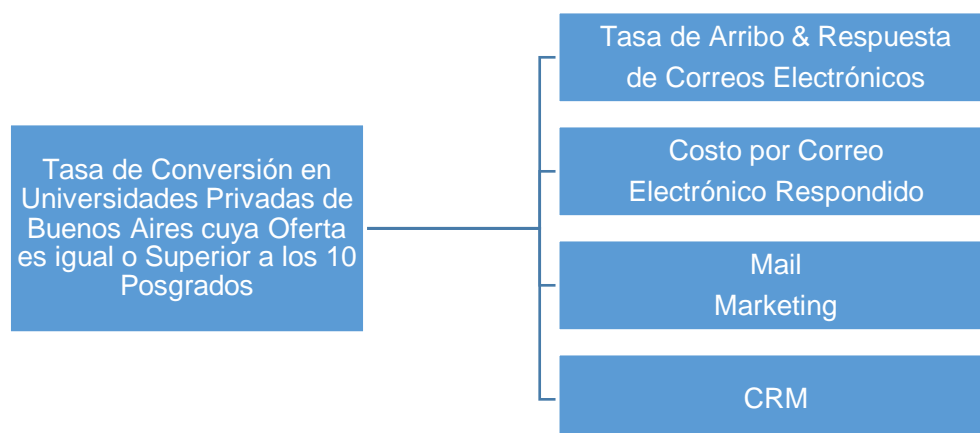 Tasa de Conversión en
Universidades Privadas de
Buenos Aires cuya Oferta
es igual o Superior a los 10
Posgrados
Tasa de Arribo & Respuesta
de Correos Electrónicos
Costo por Correo
Electrónico Respondido
Mail
Marketing
CRM